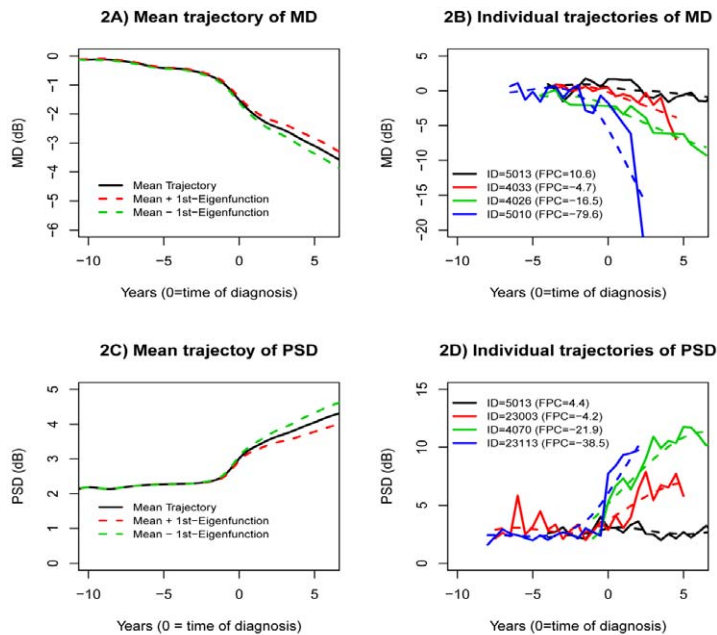 2A) Mean trajectory of MD
0
−1
−2
−3
−4
−5
−6
MD (dB)
Mean Trajectory
Mean + 1st−Eigenfunction
Mean − 1st−Eigenfunction
−10 −5 0 5
Years (0=time of diagnosis)
2B) Individual trajectories of MD
5
0
−5
−10
−15
−20
MD (dB)
ID=5013 (FPC=10.6)
ID=4033 (FPC=−4.7)
ID=4026 (FPC=−16.5)
ID=5010 (FPC=−79.6)
−10 −5 0 5
Years (0=time of diagnosis)
2C) Mean trajectoy of PSD
5
4
3
2
1
0
PSD (dB)
Mean Trajectory
Mean + 1st−Eigenfunction
Mean − 1st−Eigenfunction
−10 −5 0 5
Years (0 = time of diagnosis)
2D) Individual trajectories of PSD
15
10
5
0
PSD (dB)
ID=5013 (FPC=4.4)
ID=23003 (FPC=−4.2)
ID=4070 (FPC=−21.9)
ID=23113 (FPC=−38.5)
−10 −5 0 5
Years (0=time of diagnosis)